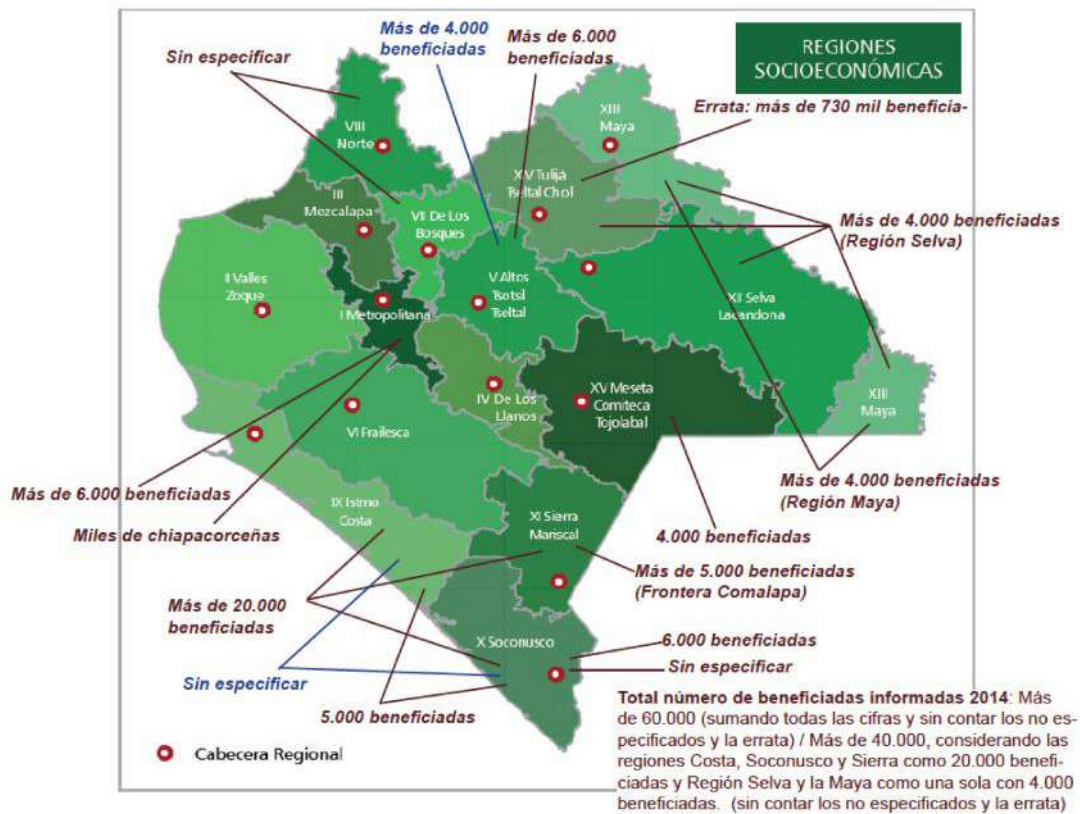 Más de 4.000
beneficiadas
Más de 6.000
beneficiadas
Sin especificar
REGIONES
SOCIOECONÓMICAS
Errata: más de 730 mil beneficia-
XIII
Maya
VIII
Norte
XIV Tulijá
Tseltal Chol
III
Mezcalapa
VII De Los
Bosques
Más de 4.000 beneficiadas
(Región Selva)
II Valles
Zoque
V Altos
Tsotsil
Tseltal
XII Selva
Lacandona
I Metropolitana
XV Meseta
Comiteca
Tojolabal
IV De Los
Llanos
XIII
Maya
VI Frailesca
Más de 4.000 beneficiadas
(Región Maya)
Más de 6.000 beneficiadas
IX Istmo
Costa
Miles de chiapacorceñas
XI Sierra
Mariscal
4.000 beneficiadas
Más de 5.000 beneficiadas
(Frontera Comalapa)
Más de 20.000
beneficiadas
X Soconusco
6.000 beneficiadas
Sin especificar
Sin especificar
5.000 beneficiadas
Cabecera Regional
Total número de beneficiadas informadas 2014: Más
de 60.000 (sumando todas las cifras y sin contar los no es-
pecificados y la errata) / Más de 40.000, considerando las
regiones Costa, Soconusco y Sierra como 20.000 benefi-
ciadas y Región Selva y la Maya como una sola con 4.000
beneficiadas. (sin contar los no especificados y la errata)